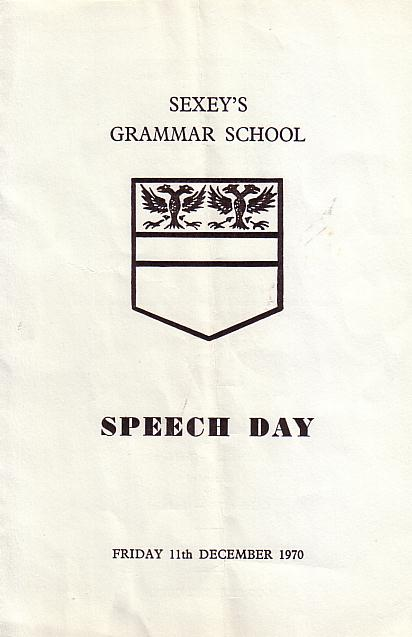 SEXEY'S
GRAMMAR SCHOOL
SPEECH DAY
FRIDAY 11th DECEMBER 1970